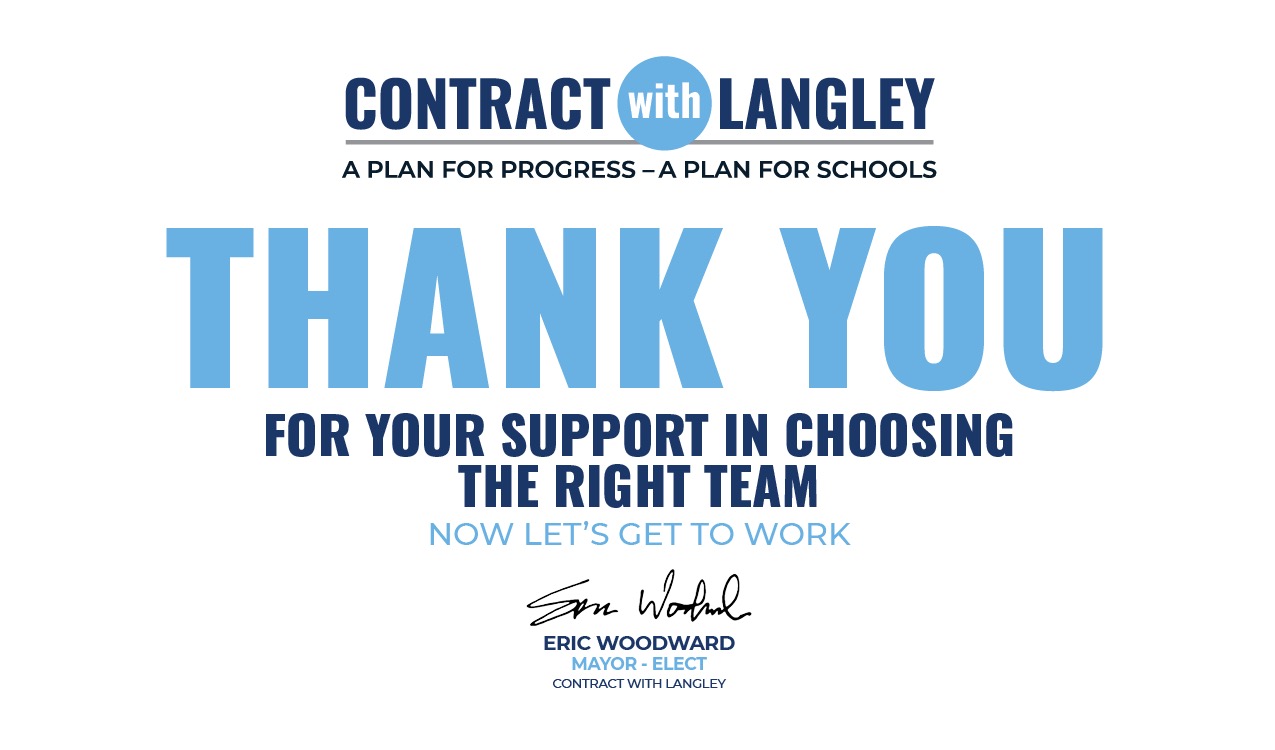 CONTRACT with LANGLEY
A PLAN FOR PROGRESS – A PLAN FOR SCHOOLS
THANK YOU
FOR YOUR SUPPORT IN CHOOSING
THE RIGHT TEAM
NOW LET’S GET TO WORK
Eric Woodward
ERIC WOODWARD
MAYOR - ELECT
CONTRACT WITH LANGLEY